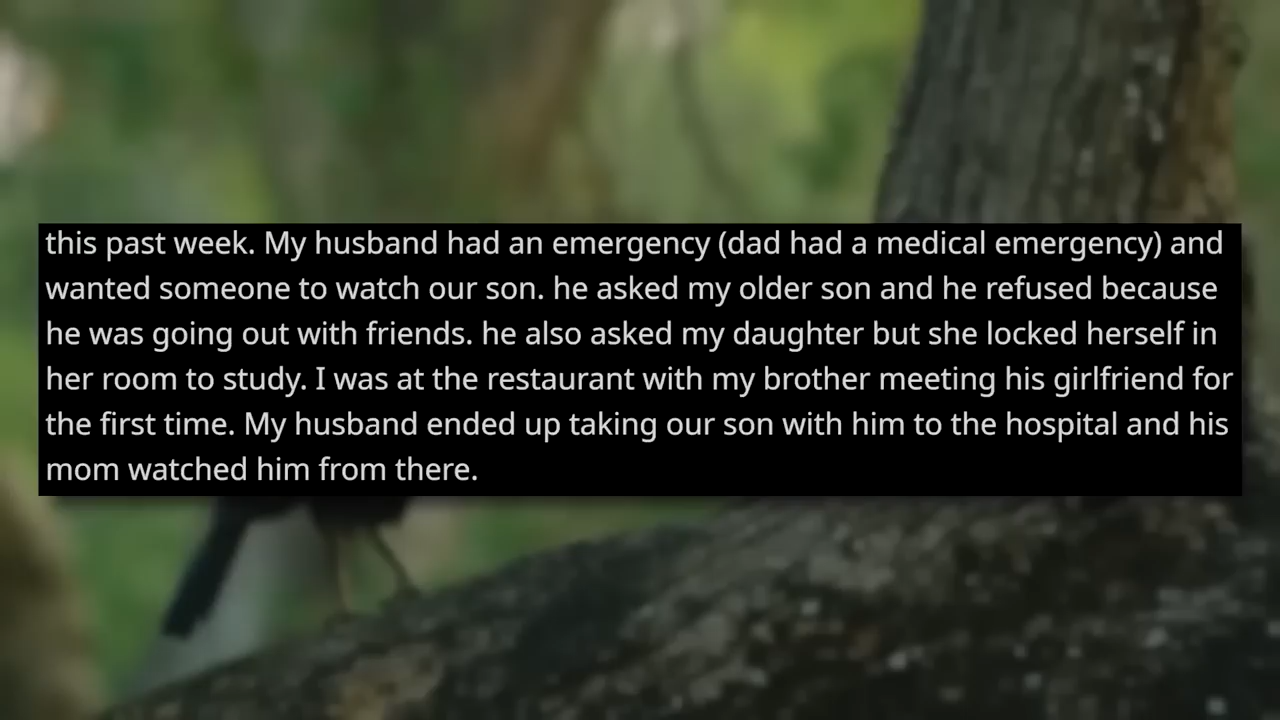 this past week. My husband had an emergency (dad had a medical emergency) and
wanted someone to watch our son. he asked my older son and he refused because
he was going out with friends. he also asked my daughter but she locked herself in
her room to study. I was at the restaurant with my brother meeting his girlfriend for
the first time. My husband ended up taking our son with him to the hospital and his
mom watched him from there.